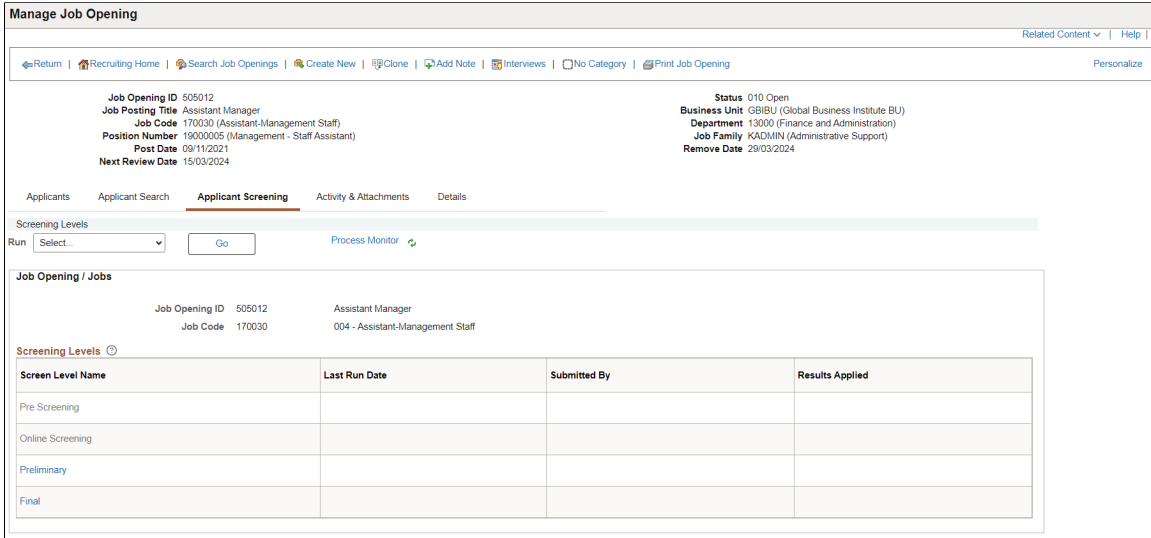 Manage Job Opening
Related Content | Help |
Return | Recruiting Home | Search Job Openings | Create New | Clone | Add Note | Interviews | No Category | Print Job Opening Personalize
Job Opening ID 505012 Status 010 Open
Job Posting Title Assistant Manager Business Unit GBIBU (Global Business Institute BU)
Job Code 170030 (Assistant-Management Staff) Department 13000 (Finance and Administration)
Position Number 19000005 (Management - Staff Assistant) Job Family KADMIN (Administrative Support)
Post Date 09/11/2021 Remove Date 29/03/2024
Next Review Date 15/03/2024
Applicants Applicant Search Applicant Screening Activity & Attachments Details
Screening Levels
Run Select... Go Process Monitor
Job Opening / Jobs
Job Opening ID 505012 Assistant Manager
Job Code 170030 004 - Assistant-Management Staff
Screening Levels ?
Screen Level Name Last Run Date Submitted By Results Applied
Pre Screening
Online Screening
Preliminary
Final